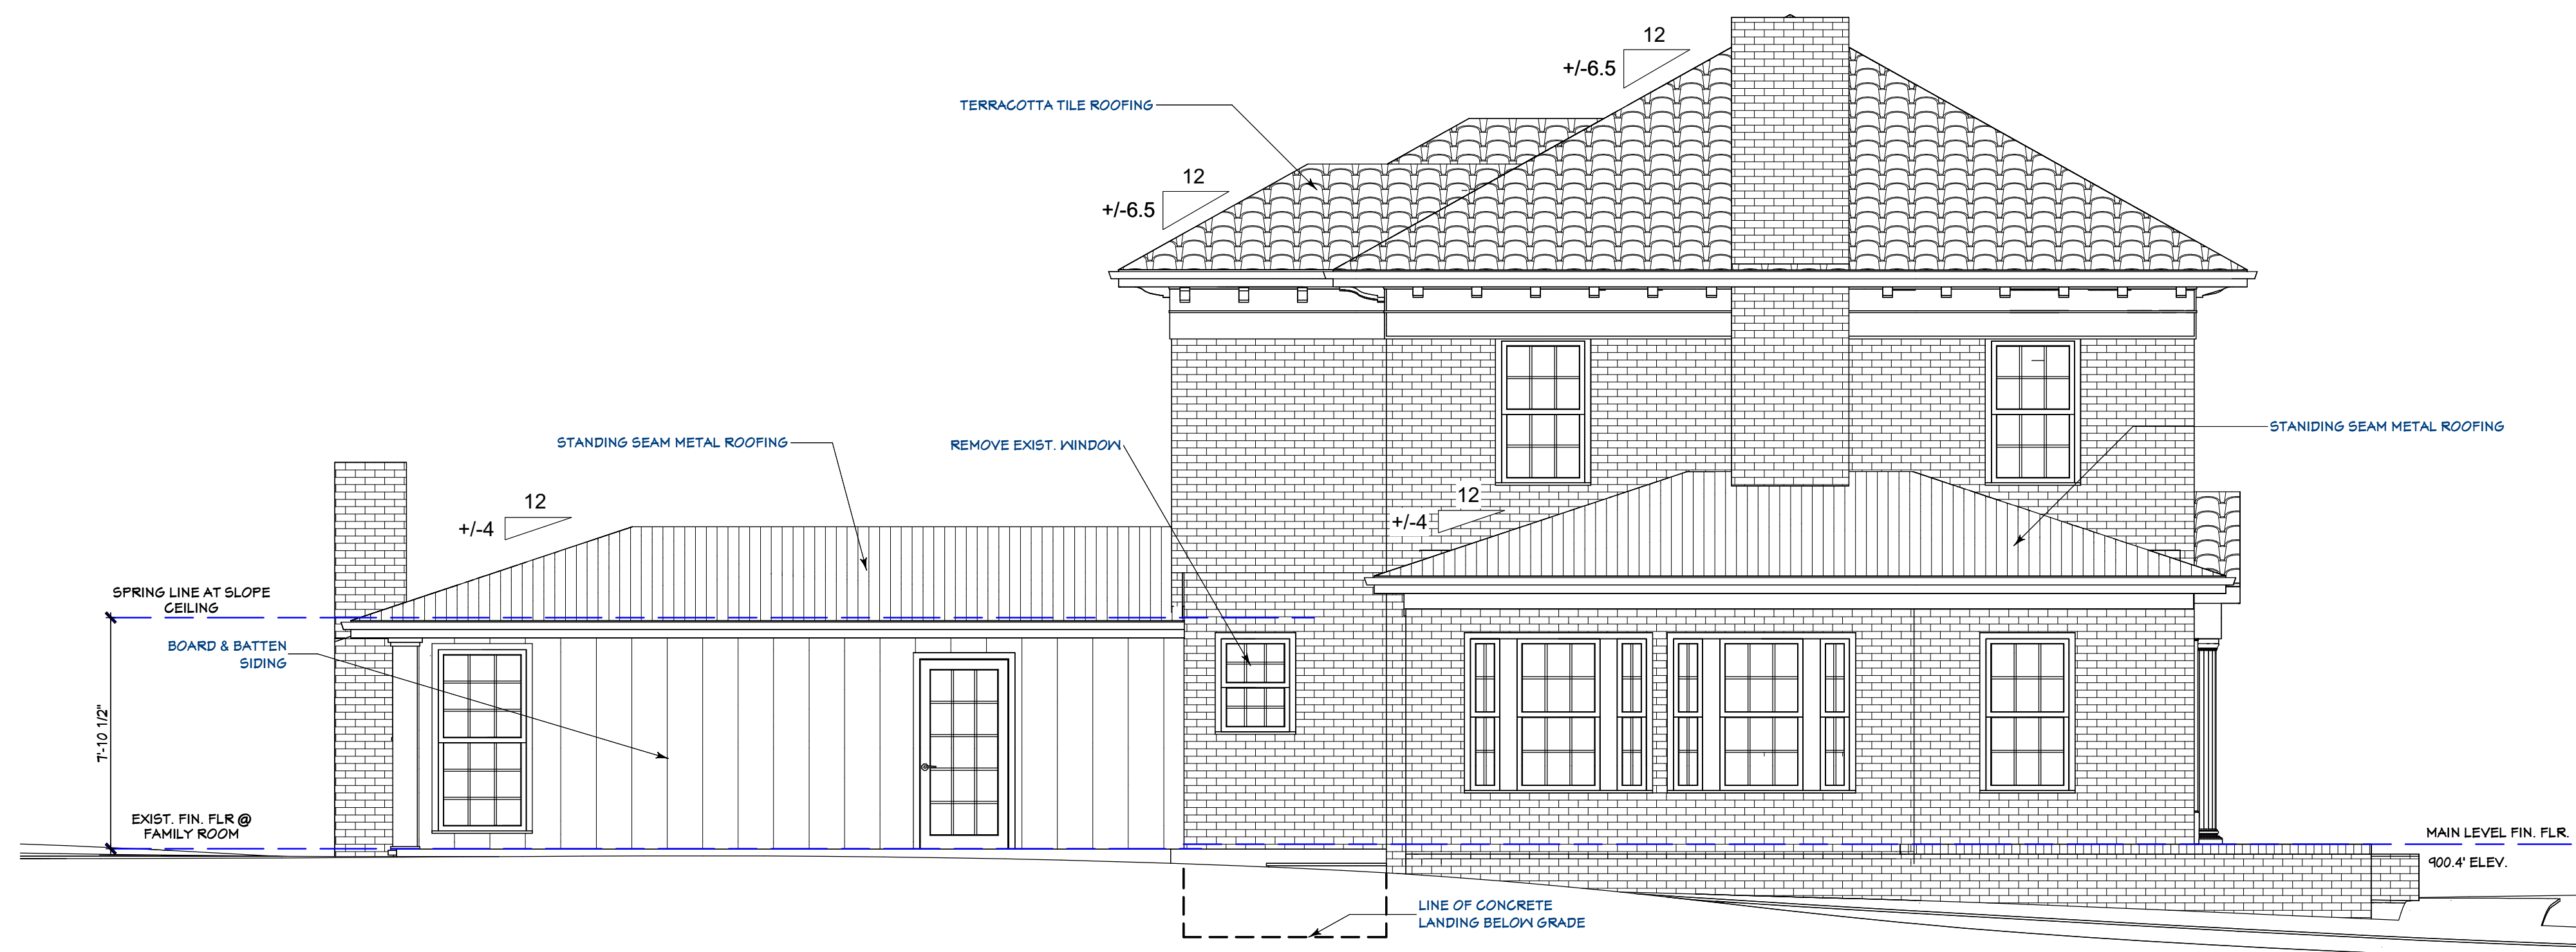 12
+/-6.5
TERRACOTTA TILE ROOFING
12
+/-6.5
STANDING SEAM METAL ROOFING
REMOVE EXIST. WINDOW
STANIDING SEAM METAL ROOFING
12
+/-4
12
+/-4
SPRING LINE AT SLOPE
CEILING
BOARD & BATTEN
SIDING
7'-10 1/2"
EXIST. FIN. FLR @
FAMILY ROOM
MAIN LEVEL FIN. FLR.
900.4' ELEV.
LINE OF CONCRETE
LANDING BELOW GRADE